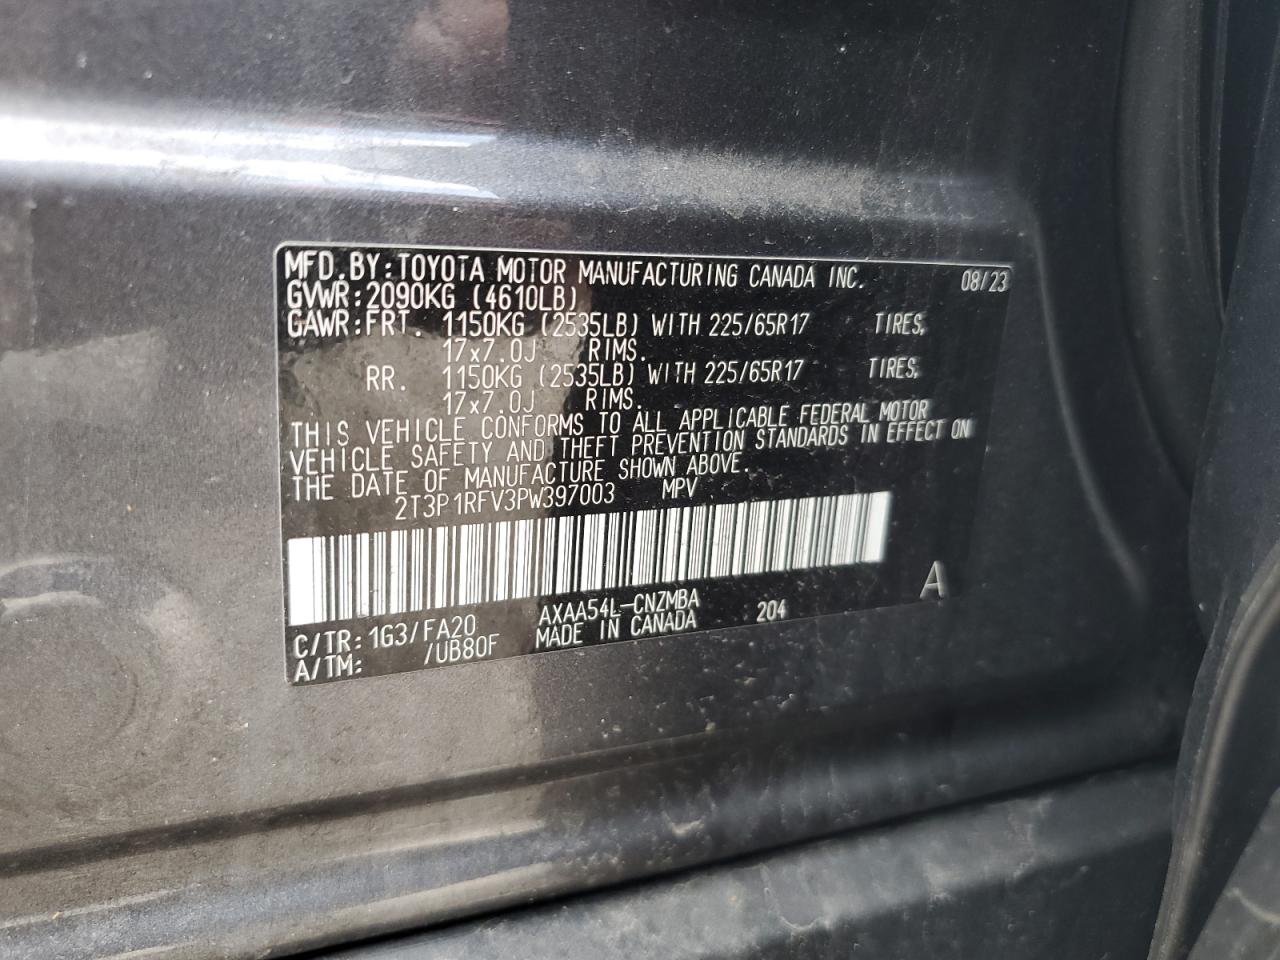 MFD.BY:TOYOTA MOTOR MANUFACTURING CANADA INC. 08/23
GVWR:2090KG (4610LB)
GAWR:FRT. 1150KG (2535LB) WITH 225/65R17 TIRES,
17x7.0J RIMS.
RR. 1150KG (2535LB) WITH 225/65R17 TIRES,
17x7.0J RIMS.
THIS VEHICLE CONFORMS TO ALL APPLICABLE FEDERAL MOTOR
VEHICLE SAFETY AND THEFT PREVENTION STANDARDS IN EFFECT ON
THE DATE OF MANUFACTURE SHOWN ABOVE.
2T3P1RFV3PW397003 MPV
A
C/TR:1G3/FA20 AXAA54L-CNZMBA 204
A/TM: /UB80F MADE IN CANADA